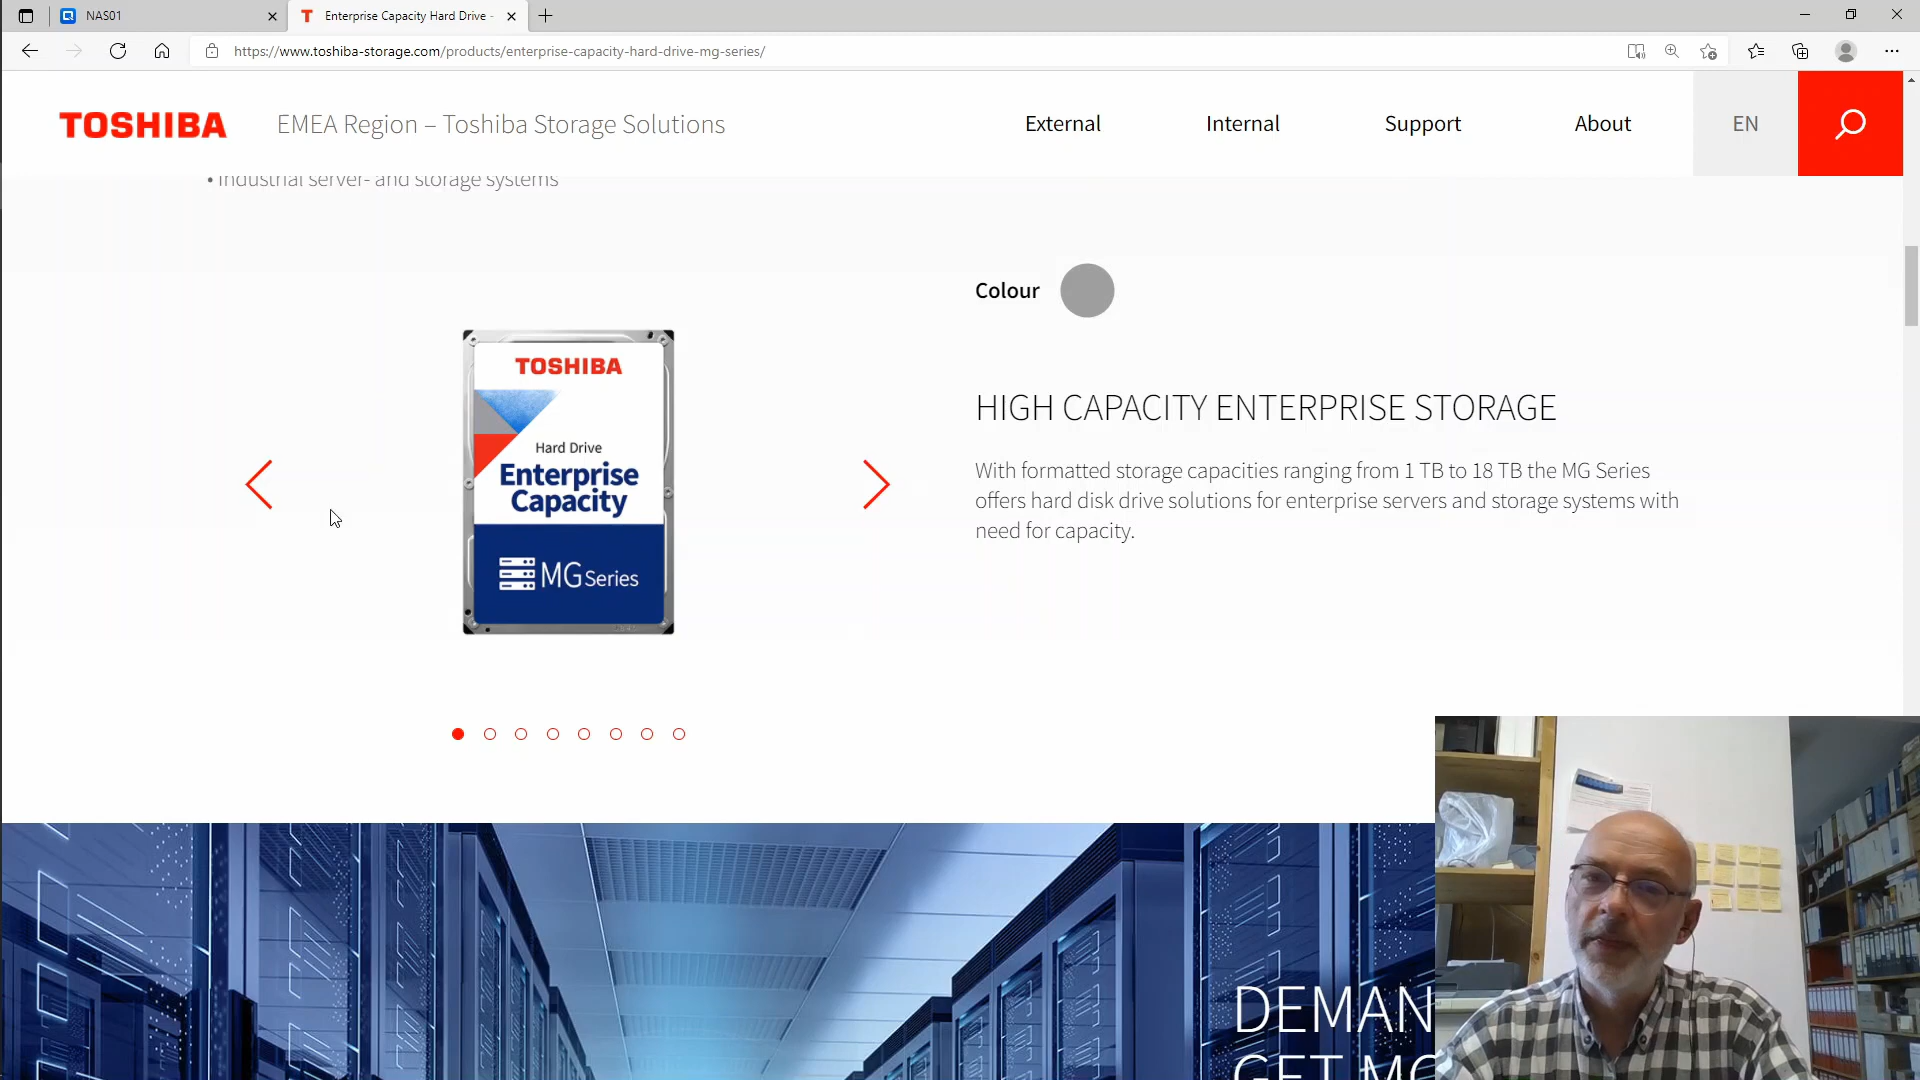 NAS01
Enterprise Capacity Hard Drive -
https://www.toshiba-storage.com/products/enterprise-capacity-hard-drive-mg-series/
TOSHIBA
EMEA Region – Toshiba Storage Solutions
External
Internal
Support
About
EN
• Industrial server- and storage systems
Colour
TOSHIBA
Hard Drive
Enterprise
Capacity
MG Series
HIGH CAPACITY ENTERPRISE STORAGE
With formatted storage capacities ranging from 1 TB to 18 TB the MG Series
offers hard disk drive solutions for enterprise servers and storage systems with
need for capacity.
DEMAN
GET MO